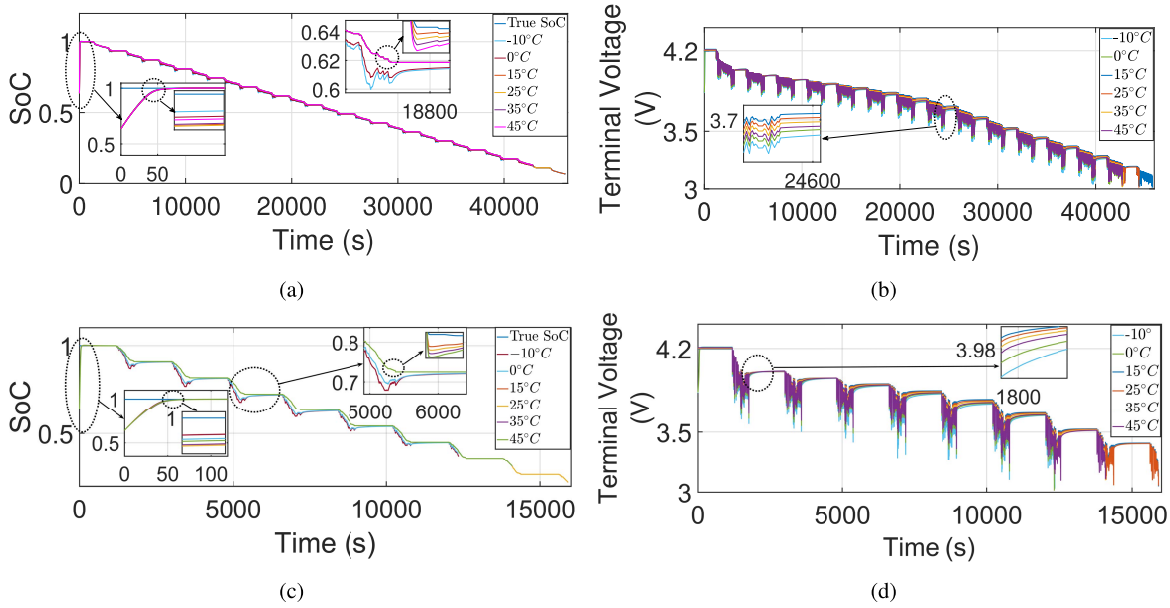 SoC
1
0.5
0
0
10000
20000
30000
40000
Time (s)
1
0.5
0
50
0.64
0.62
0.6
18800
True SoC
-10°C
0°C
15°C
25°C
35°C
45°C
(a)
Terminal Voltage
(V)
4.2
3.5
3
0
10000
20000
30000
40000
Time (s)
3.7
24600
-10°C
0°C
15°C
25°C
35°C
45°C
(b)
SoC
1
0.5
0
5000
10000
15000
Time (s)
1
0.5
1
0
50
100
0.8
0.7
5000
6000
True SoC
-10°C
0°C
15°C
25°C
35°C
45°C
(c)
Terminal Voltage
(V)
4.2
3.5
3
0
5000
10000
15000
Time (s)
3.98
1800
-10°
0°C
15°C
25°C
35°C
45°C
(d)